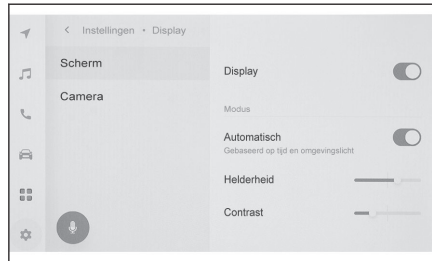 Instellingen • Display
Scherm
Camera
Display
Modus
Automatisch
Gebaseerd op tijd en omgevingslicht
Helderheid
Contrast